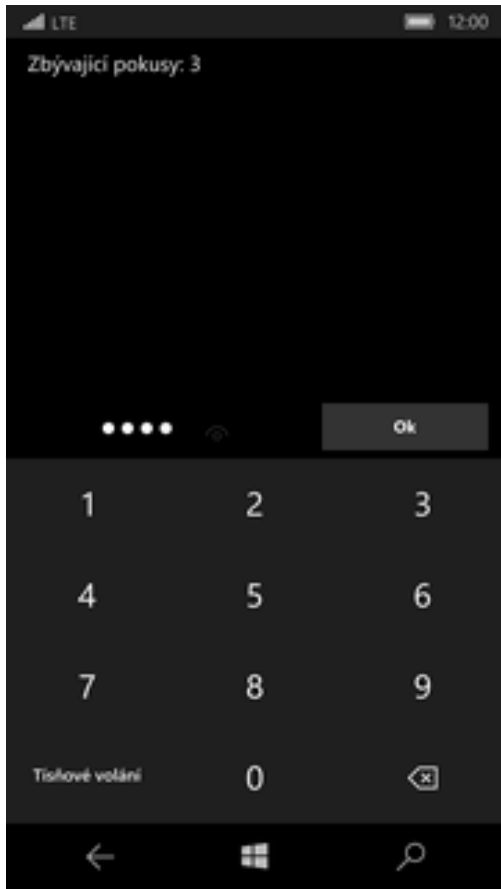 LTE 12:00
Zbývající pokusy: 3
Ok
1 2 3
4 5 6
7 8 9
Tísňové volání 0